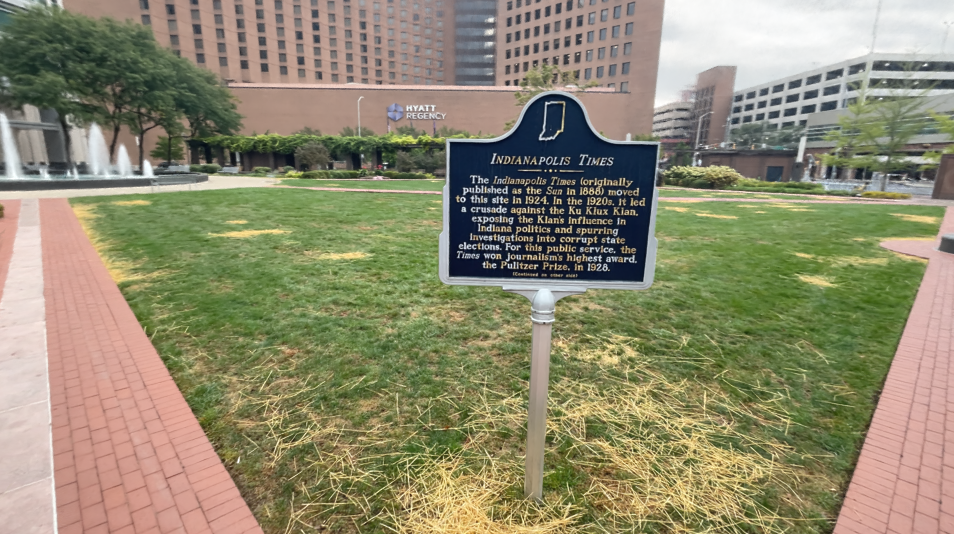 HYATT
REGENCY
INDIANAPOLIS TIMES
The Indianapolis Times (originally
published as the Sun in 1888) moved
to this site in 1924. In the 1920s, it led
a crusade against the Ku Klux Klan,
exposing the Klan's influence in
Indiana politics and spurring
investigations into corrupt state
elections. For this public service, the
Times won journalism's highest award,
the Pulitzer Prize, in 1928.
(Continued on other side)